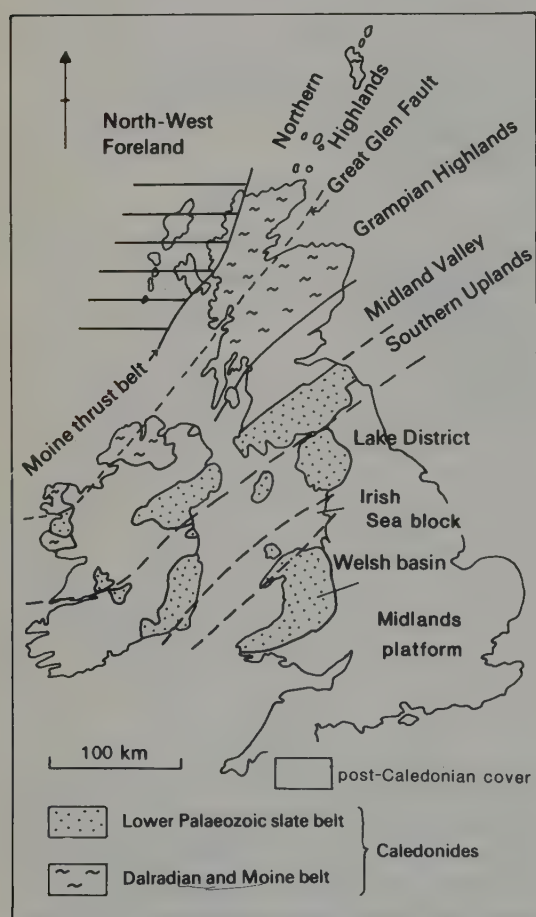 North-West
Foreland
Northern
Highlands
Great Glen Fault
Grampian Highlands
Midland Valley
Southern Uplands
Moine thrust belt
Lake District
Irish
Sea block
Welsh basin
Midlands
platform
100 km
post-Caledonian cover
Lower Palaeozoic slate belt
Caledonides
Dalradian and Moine belt